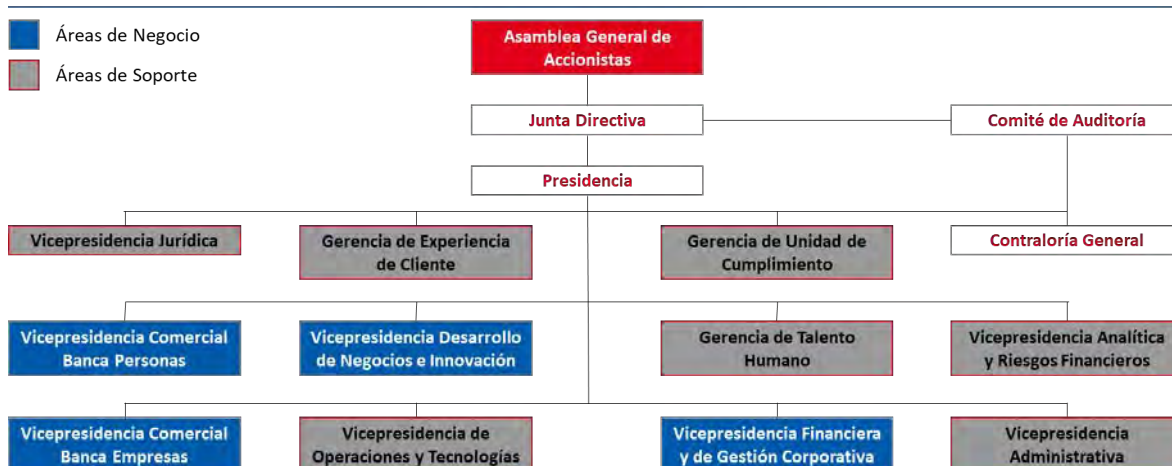 Áreas de Negocio
Áreas de Soporte
Asamblea General de
Accionistas
Junta Directiva
Comité de Auditoría
Presidencia
Vicepresidencia Jurídica
Gerencia de Experiencia
de Cliente
Gerencia de Unidad de
Cumplimiento
Contraloría General
Vicepresidencia Comercial
Banca Personas
Vicepresidencia Desarrollo
de Negocios e Innovación
Gerencia de Talento
Humano
Vicepresidencia Analítica
y Riesgos Financieros
Vicepresidencia Comercial
Banca Empresas
Vicepresidencia de
Operaciones y Tecnologías
Vicepresidencia Financiera
y de Gestión Corporativa
Vicepresidencia
Administrativa